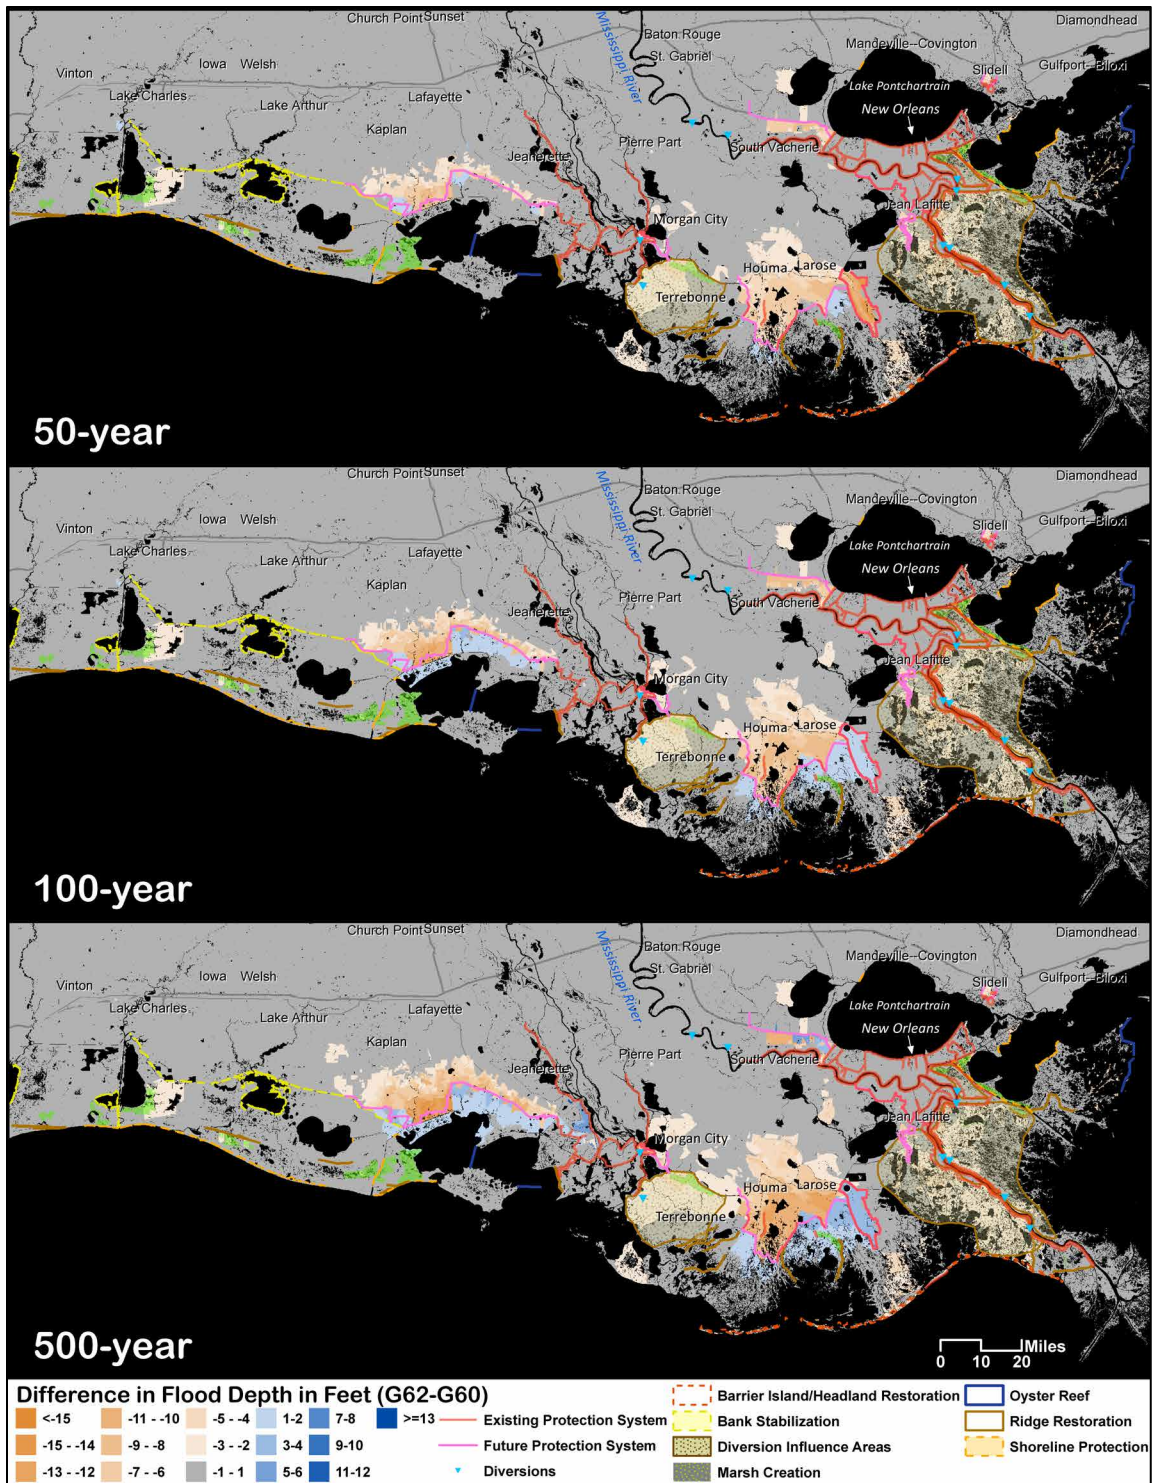 Church Point Sunset
Diamondhead
Baton Rouge
Mandeville--Covington
St. Gabriel
Mississippi River
Iowa Welsh
Vinton
Slidell
Gulfport--Biloxi
Lake Charles
Lake Pontchartrain
Lake Arthur
Lafayette
New Orleans
Kaplan
Pierre Part
South Vacherie
Jeanerette
Jean Lafitte
Morgan City
Houma Larose
Terrebonne
50-year
Church Point Sunset
Diamondhead
Baton Rouge
Mandeville--Covington
St. Gabriel
Mississippi River
Iowa Welsh
Vinton
Slidell
Gulfport--Biloxi
Lake Charles
Lake Pontchartrain
Lake Arthur
Lafayette
New Orleans
Kaplan
Pierre Part
South Vacherie
Jeanerette
Jean Lafitte
Morgan City
Houma Larose
Terrebonne
100-year
Church Point Sunset
Diamondhead
Baton Rouge
Mandeville--Covington
St. Gabriel
Mississippi River
Iowa Welsh
Vinton
Slidell
Gulfport--Biloxi
Lake Charles
Lake Pontchartrain
Lake Arthur
Lafayette
New Orleans
Kaplan
Pierre Part
South Vacherie
Jeanerette
Jean Lafitte
Morgan City
Houma Larose
Terrebonne
500-year
Miles
0 10 20
Difference in Flood Depth in Feet (G62-G60)
<-15 -11 - -10 -5 - -4 1-2 7-8 >=13
-15 - -14 -9 - -8 -3 - -2 3-4 9-10
-13 - -12 -7 - -6 -1 - 1 5-6 11-12
Existing Protection System
Future Protection System
Diversions
Barrier Island/Headland Restoration
Bank Stabilization
Diversion Influence Areas
Marsh Creation
Oyster Reef
Ridge Restoration
Shoreline Protection